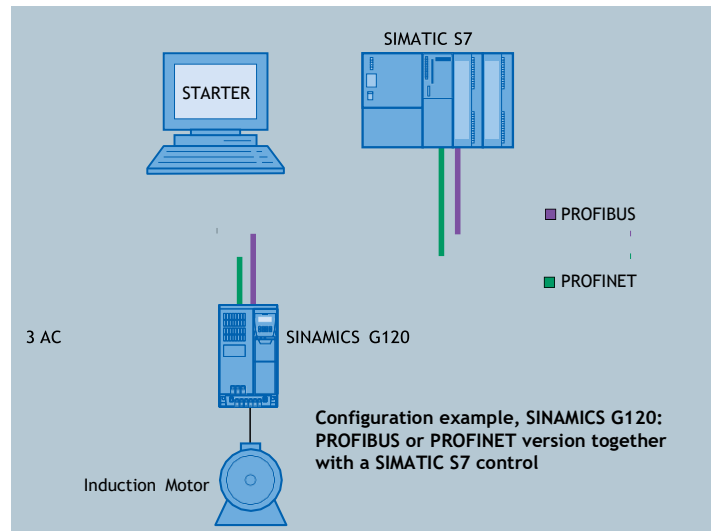 SIMATIC S7
STARTER
PROFIBUS
PROFINET
3 AC
SINAMICS G120
Configuration example, SINAMICS G120:
PROFIBUS or PROFINET version together
with a SIMATIC S7 control
Induction Motor